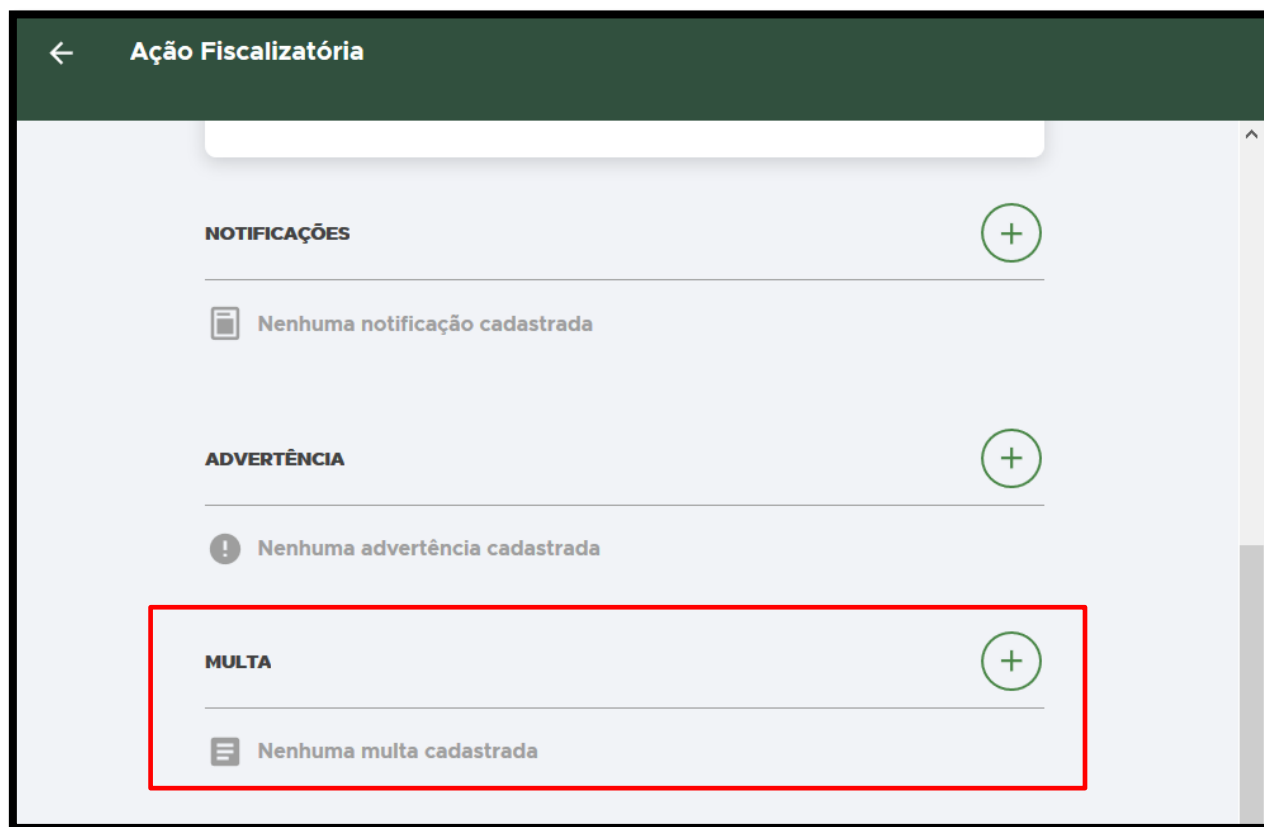 Ação Fiscalizatória
NOTIFICAÇÕES
Nenhuma notificação cadastrada
ADVERTÊNCIA
Nenhuma advertência cadastrada
MULTA
Nenhuma multa cadastrada